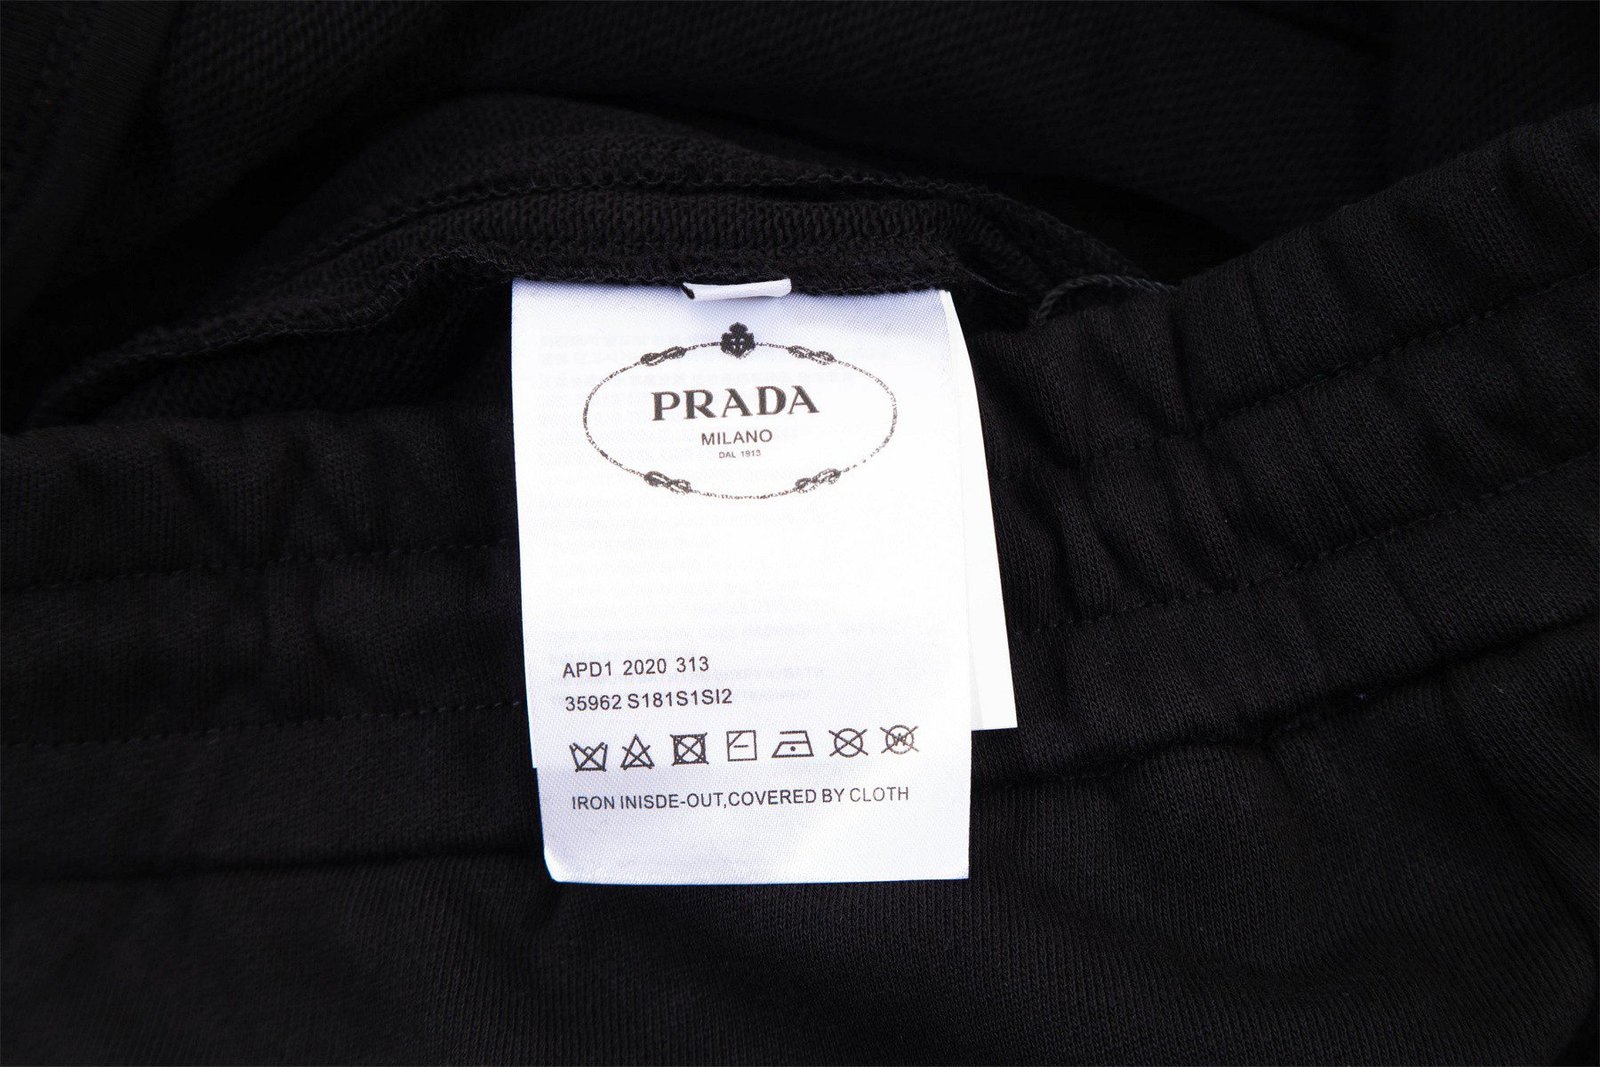 PRADA
MILANO
DAL 1913
APD1 2020 313
35962 S181S1SI2
IRON INISDE-OUT,COVERED BY CLOTH